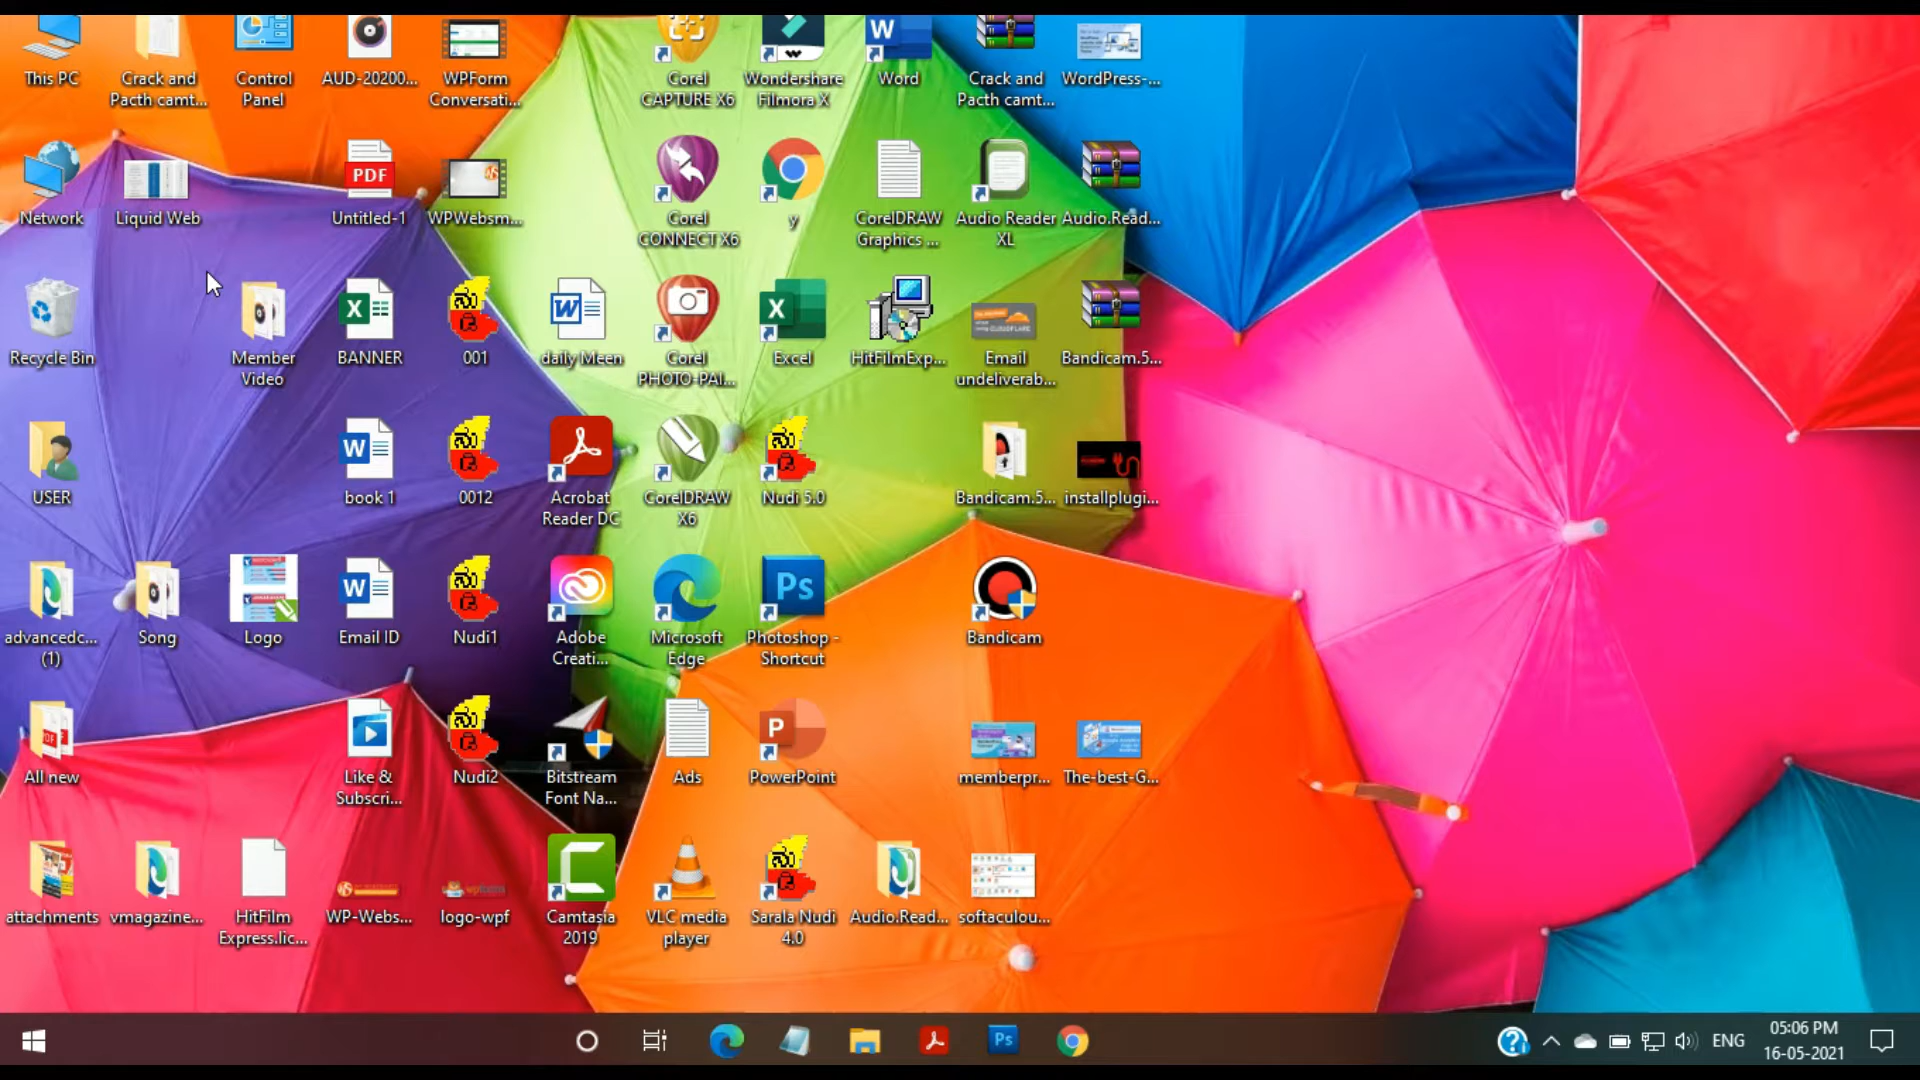 This PC
Crack and
Pacth camt...
Control
Panel
AUD-20200...
WPForm
Conversati...
Corel
CAPTURE X6
Wondershare
Filmora X
Word
Crack and
Pacth camt...
WordPress-...
Network
Liquid Web
PDF
Untitled-1
WPWebsm...
Corel
CONNECT X6
y
CorelDRAW
Graphics ...
Audio Reader
XL
Audio.Read...
Recycle Bin
Member
Video
BANNER
001
daily Meen
Corel
PHOTO-PAI...
Excel
HitFilmExp...
Email
undeliverab...
Bandicam.5...
USER
book 1
0012
Acrobat
Reader DC
CorelDRAW
X6
Nudi 5.0
Bandicam.5...
installplugi...
advancedc...
(1)
Song
Logo
Email ID
Nudi1
Adobe
Creati...
Microsoft
Edge
Ps
Photoshop -
Shortcut
Bandicam
All new
Like &
Subscri...
Nudi2
Bitstream
Font Na...
Ads
PowerPoint
memberpr...
The-best-G...
attachments
vmagazine...
HitFilm
Express.lic...
WP-Webs...
logo-wpf
Camtasia
2019
VLC media
player
Sarala Nudi
4.0
Audio.Read...
softaculou...
Ps
ENG
05:06 PM
16-05-2021